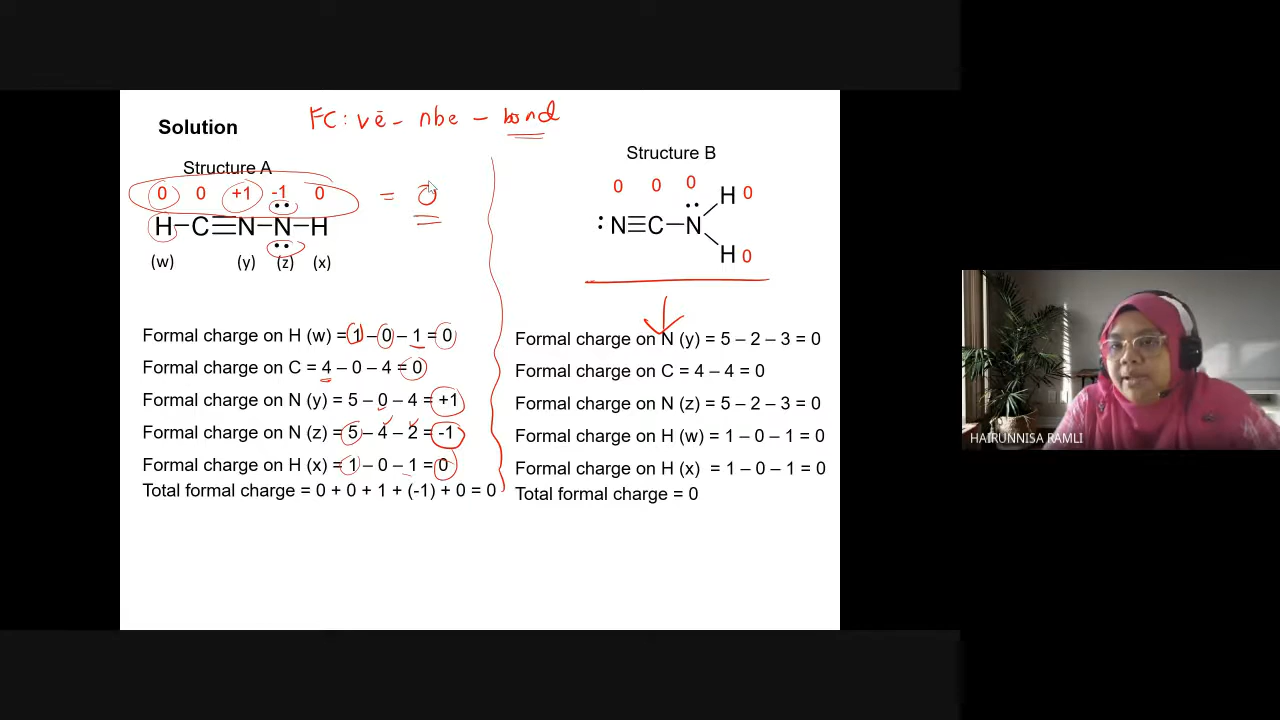 Solution
FC: vē - nbe - bond
Structure A
0 0 +1 -1 0 = 0
H–C≡N–N̈–H
(w) (y) (z) (x)
Formal charge on H (w) = 1 – 0 – 1 = 0
Formal charge on C = 4 – 0 – 4 = 0
Formal charge on N (y) = 5 – 0 – 4 = +1
Formal charge on N (z) = 5 – 4 – 2 = -1
Formal charge on H (x) = 1 – 0 – 1 = 0
Total formal charge = 0 + 0 + 1 + (-1) + 0 = 0
Structure B
0 0 0
H 0
:N≡C–N
H 0
Formal charge on N (y) = 5 – 2 – 3 = 0
Formal charge on C = 4 – 4 = 0
Formal charge on N (z) = 5 – 2 – 3 = 0
Formal charge on H (w) = 1 – 0 – 1 = 0
Formal charge on H (x) = 1 – 0 – 1 = 0
Total formal charge = 0
HAIRUNNISA RAMLI